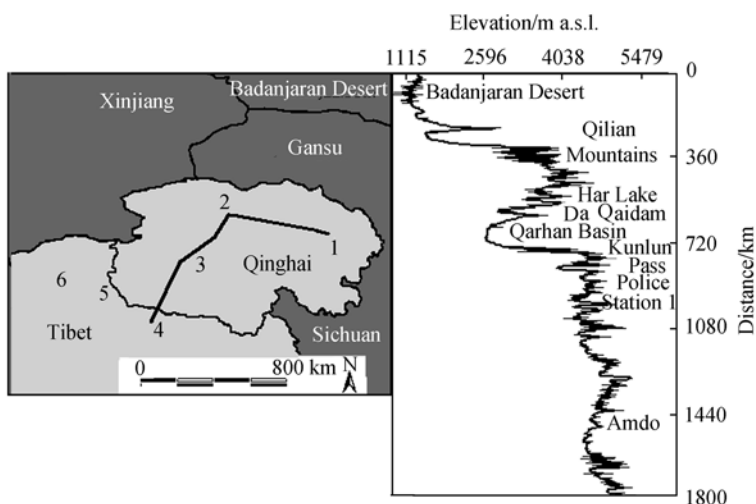 Xinjiang
Badanjaran Desert
Gansu
2
1
3
Qinghai
6
5
4
Tibet
Sichuan
0 800 km
N
Elevation/m a.s.l.
1115 2596 4038 5479
0
Badanjaran Desert
Qilian
Mountains
360
Har Lake
Da Qaidam
Qarhan Basin
720
Kunlun
Pass
Police
Station 1
1080
Distance/km
1440
Amdo
1800